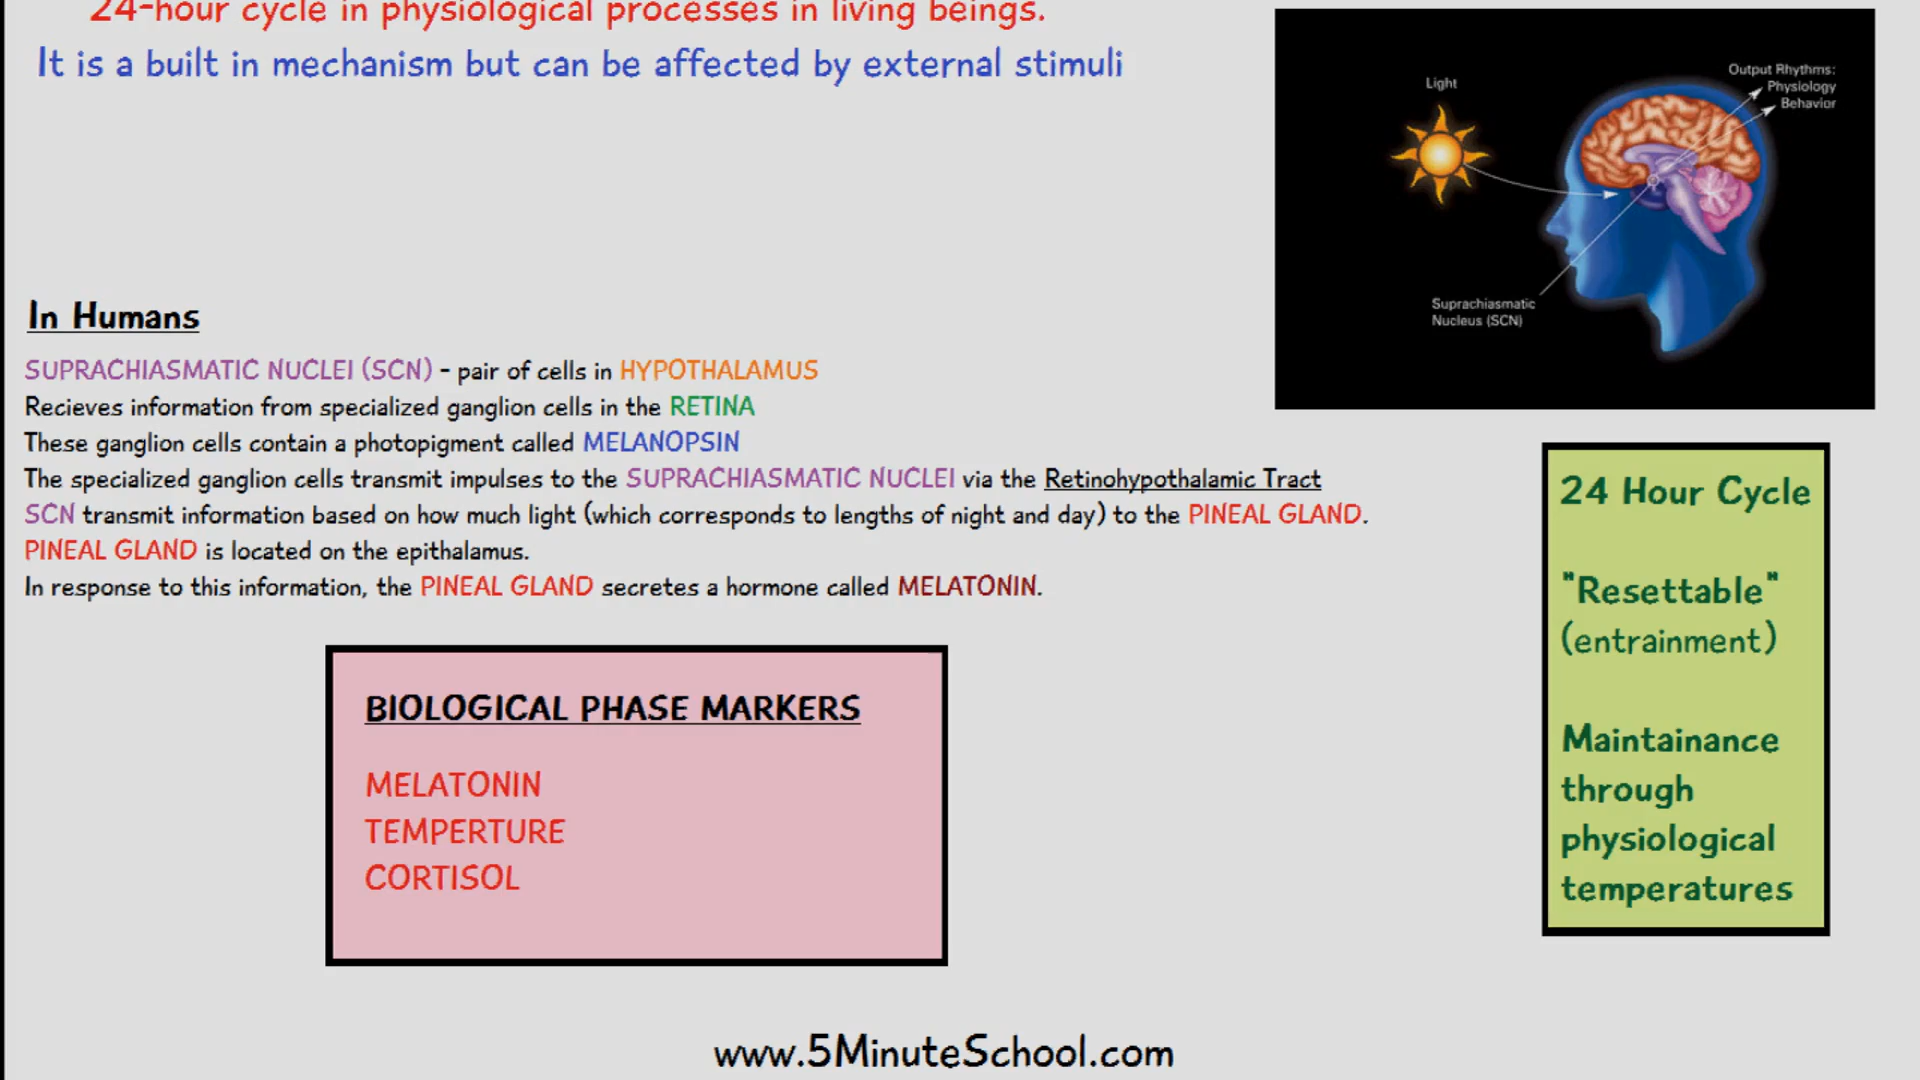 24-hour cycle in physiological processes in living beings.
It is a built in mechanism but can be affected by external stimuli
Light
Output Rhythms:
Physiology
Behavior
Suprachiasmatic
Nucleus (SCN)
In Humans
SUPRACHIASMATIC NUCLEI (SCN) - pair of cells in HYPOTHALAMUS
Recieves information from specialized ganglion cells in the RETINA
These ganglion cells contain a photopigment called MELANOPSIN
The specialized ganglion cells transmit impulses to the SUPRACHIASMATIC NUCLEI via the Retinohypothalamic Tract
SCN transmit information based on how much light (which corresponds to lengths of night and day) to the PINEAL GLAND.
PINEAL GLAND is located on the epithalamus.
In response to this information, the PINEAL GLAND secretes a hormone called MELATONIN.
24 Hour Cycle
"Resettable"
(entrainment)
Maintainance
through
physiological
temperatures
BIOLOGICAL PHASE MARKERS
MELATONIN
TEMPERTURE
CORTISOL
www.5MinuteSchool.com